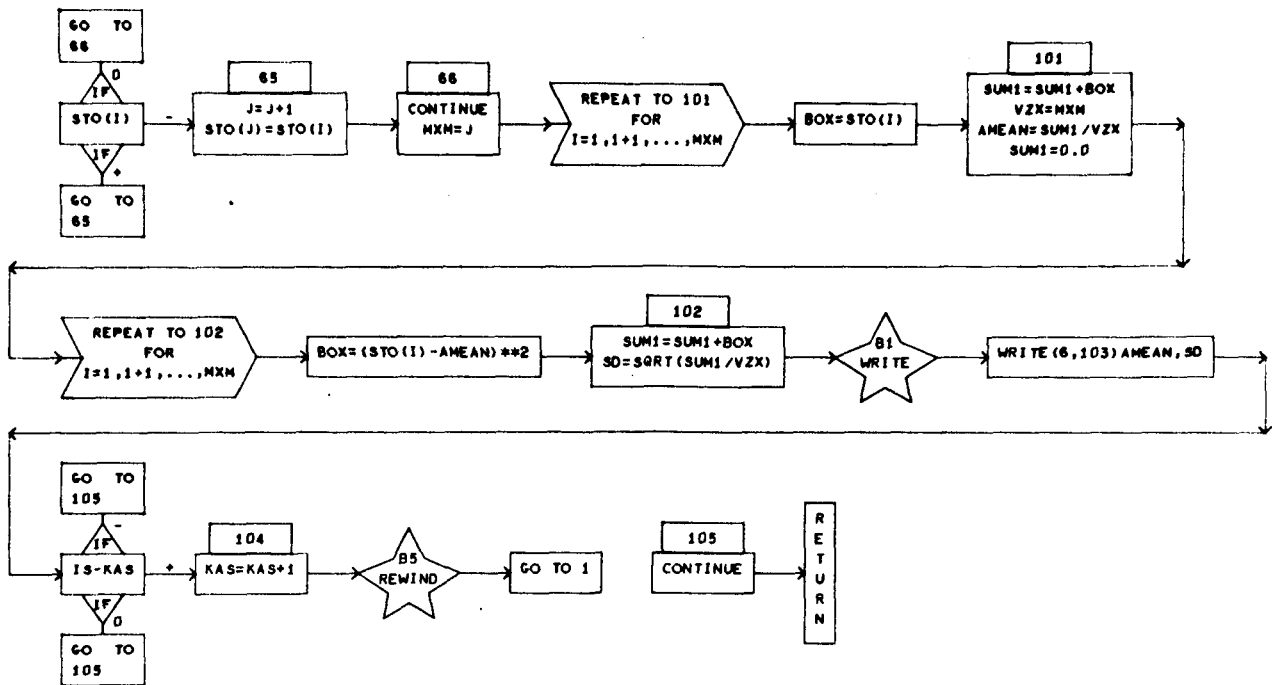 GO TO
66
0
IF
STO(I)
-
IF
+
GO TO
65
65
J=J+1
STO(J)=STO(I)
66
CONTINUE
MXM=J
REPEAT TO 101
FOR
I=1,1+1,...,MXM
BOX=STO(I)
101
SUM1=SUM1+BOX
VZX=MXM
AMEAN=SUM1/VZX
SUM1=0.0
REPEAT TO 102
FOR
I=1,1+1,...,MXM
BOX=(STO(I)-AMEAN)**2
102
SUM1=SUM1+BOX
SD=SQRT(SUM1/VZX)
B1
WRITE
WRITE(6,103)AMEAN,SD
GO TO
105
-
IF
IS-KAS
+
IF
0
GO TO
105
104
KAS=KAS+1
B5
REWIND
GO TO 1
105
CONTINUE
RETURN